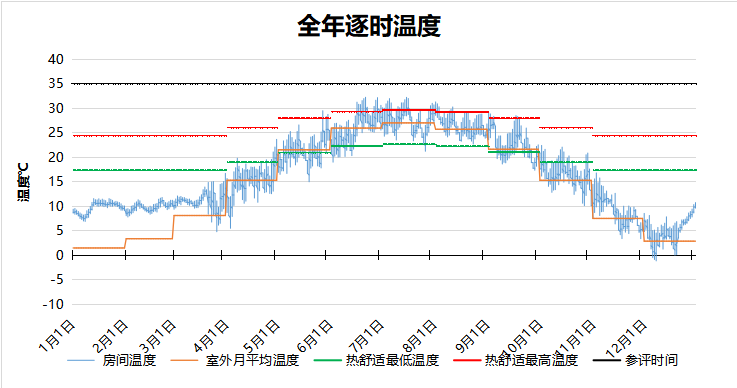 全年逐时温度
温度℃
40
35
30
25
20
15
10
5
0
-5
-10
1月1日
2月1日
3月1日
4月1日
5月1日
6月1日
7月1日
8月1日
9月1日
10月1日
11月1日
12月1日
房间温度 室外月平均温度 热舒适最低温度 热舒适最高温度 参评时间